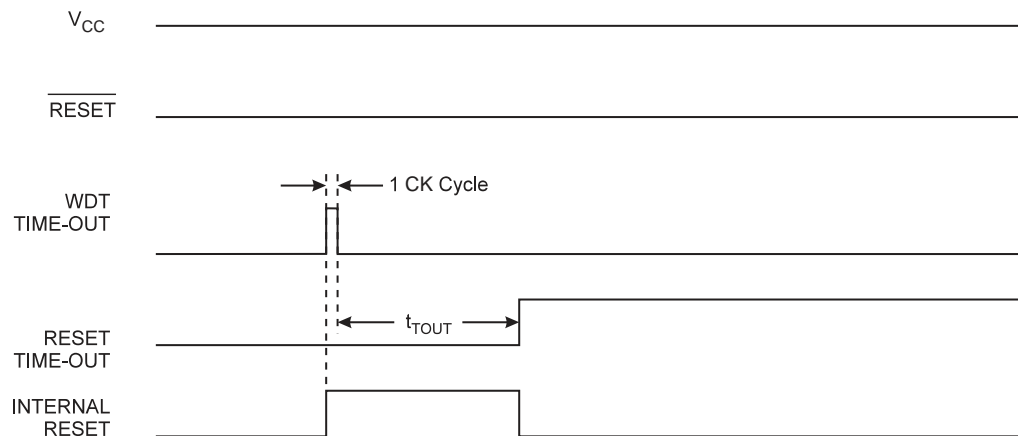 VCC
RESET
1 CK Cycle
WDT
TIME-OUT
tTOUT
RESET
TIME-OUT
INTERNAL
RESET